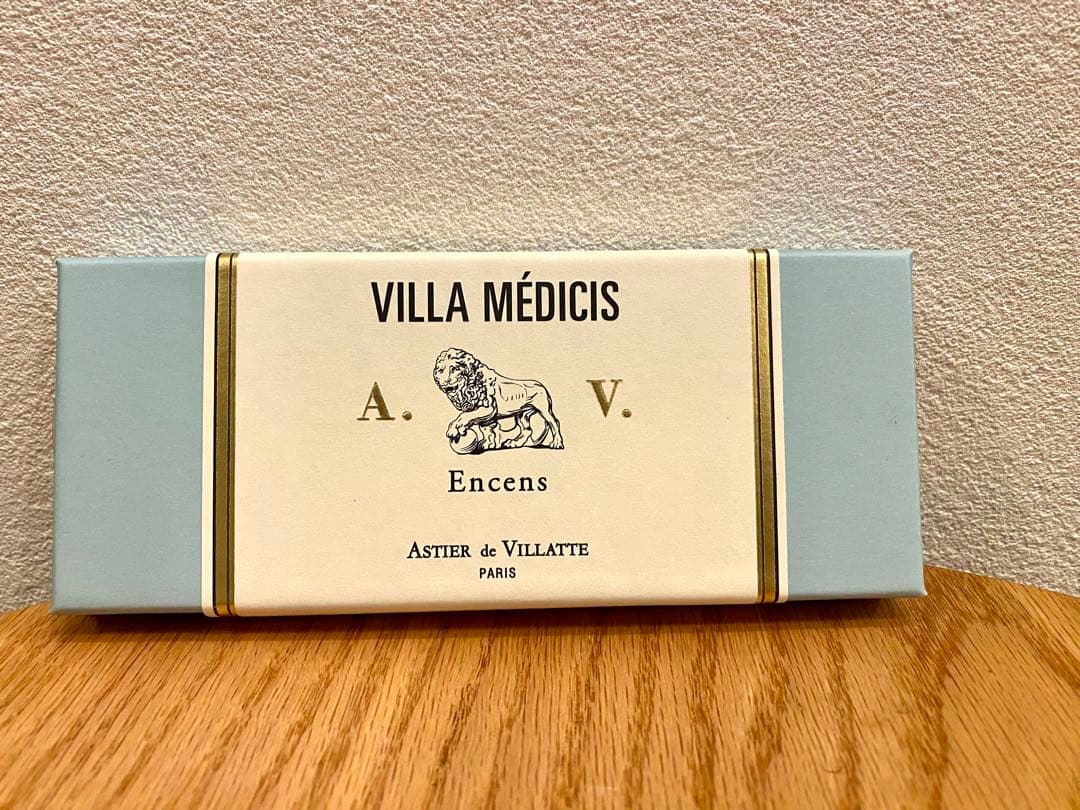 VILLA MÉDICIS
A. V.
Encens
ASTIER de VILLATTE
PARIS